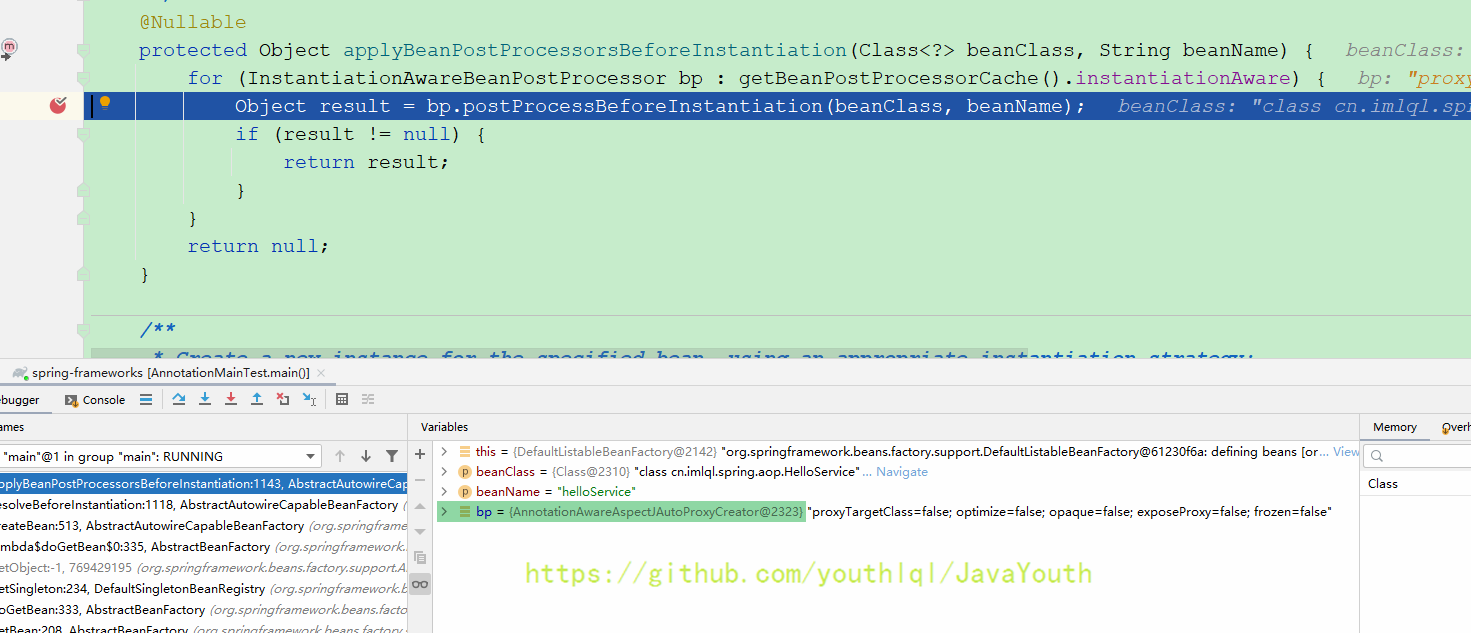 @Nullable
protected Object applyBeanPostProcessorsBeforeInstantiation(Class<?> beanClass, String beanName) {   beanClass:
for (InstantiationAwareBeanPostProcessor bp : getBeanPostProcessorCache().instantiationAware) {   bp: "proxy
Object result = bp.postProcessBeforeInstantiation(beanClass, beanName);   beanClass: "class cn.imlql.spr
if (result != null) {
return result;
}
}
return null;
}
/**
* Create a new instance for the specified bean, using an appropriate instantiation strategy:
spring-frameworks [AnnotationMainTest.main()]
ebugger   Console
ames   Variables   Memory   Overh
"main"@1 in group "main": RUNNING
pplyBeanPostProcessorsBeforeInstantiation:1143, AbstractAutowireCap
esolveBeforeInstantiation:1118, AbstractAutowireCapableBeanFactory (
reateBean:513, AbstractAutowireCapableBeanFactory (org.springframe
mbda$doGetBean$0:335, AbstractBeanFactory (org.springframework.
etObject:-1, 769429195 (org.springframework.beans.factory.support.A
etSingleton:234, DefaultSingletonBeanRegistry (org.springframework.b
oGetBean:333, AbstractBeanFactory (org.springframework.beans.facto
etBean:208, AbstractBeanFactory (org.springframework.beans.factory.s
this = {DefaultListableBeanFactory@2142} "org.springframework.beans.factory.support.DefaultListableBeanFactory@61230f6a: defining beans [or... View
beanClass = {Class@2310} "class cn.imlql.spring.aop.HelloService"... Navigate
beanName = "helloService"
bp = {AnnotationAwareAspectJAutoProxyCreator@2323} "proxyTargetClass=false; optimize=false; opaque=false; exposeProxy=false; frozen=false"
Class
https://github.com/youthlql/JavaYouth